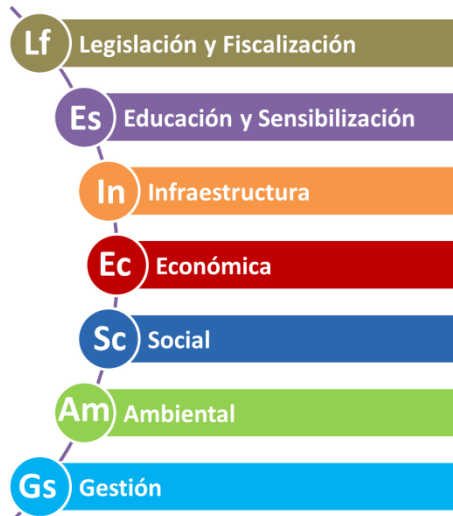 Lf Legislación y Fiscalización
Es Educación y Sensibilización
In Infraestructura
Ec Económica
Sc Social
Am Ambiental
Gs Gestión